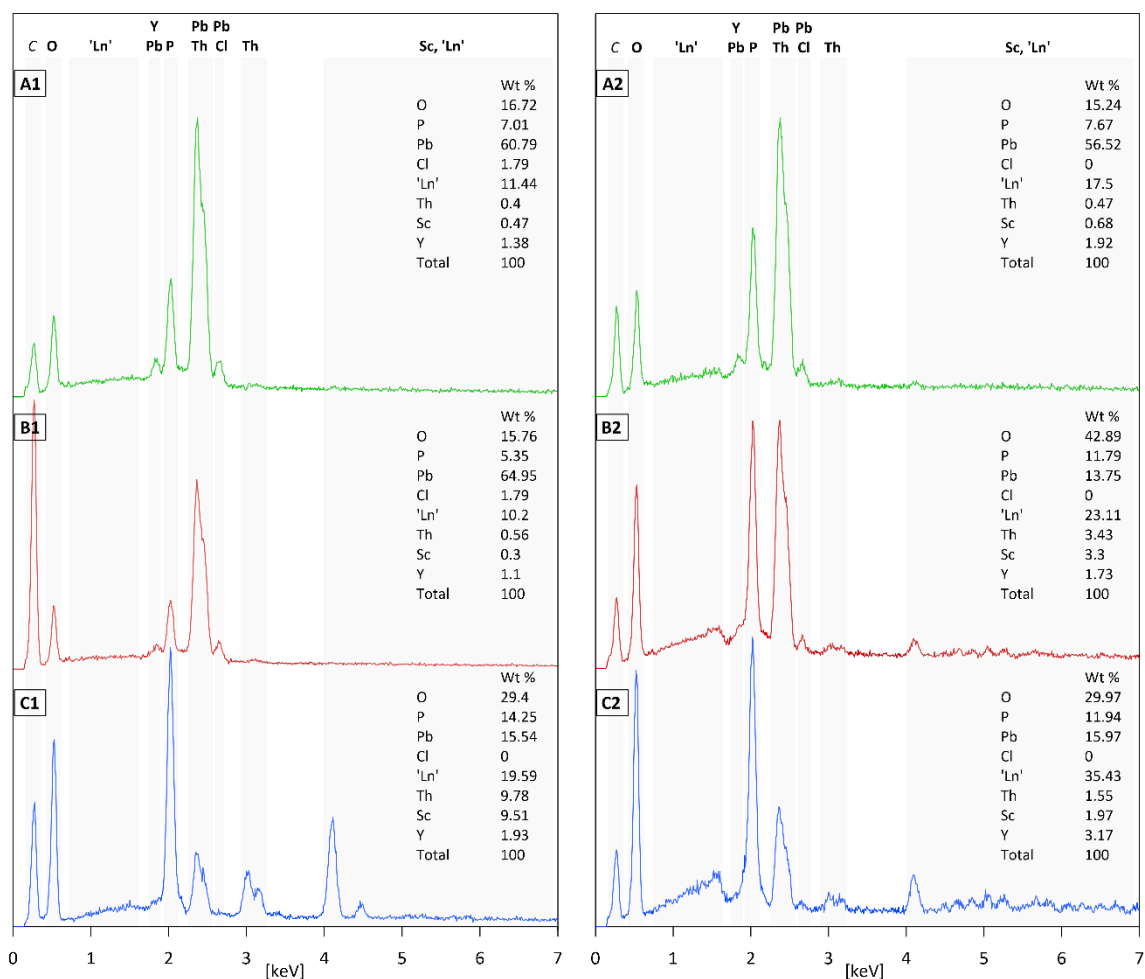 Y Pb Pb
C O 'Ln' Pb P Th Cl Th Sc, 'Ln'
A1
Wt %
O 16.72
P 7.01
Pb 60.79
Cl 1.79
'Ln' 11.44
Th 0.4
Sc 0.47
Y 1.38
Total 100
B1
Wt %
O 15.76
P 5.35
Pb 64.95
Cl 1.79
'Ln' 10.2
Th 0.56
Sc 0.3
Y 1.1
Total 100
C1
Wt %
O 29.4
P 14.25
Pb 15.54
Cl 0
'Ln' 19.59
Th 9.78
Sc 9.51
Y 1.93
Total 100
0 1 2 3 4 5 6 7
[keV]
Y Pb Pb
C O 'Ln' Pb P Th Cl Th Sc, 'Ln'
A2
Wt %
O 15.24
P 7.67
Pb 56.52
Cl 0
'Ln' 17.5
Th 0.47
Sc 0.68
Y 1.92
Total 100
B2
Wt %
O 42.89
P 11.79
Pb 13.75
Cl 0
'Ln' 23.11
Th 3.43
Sc 3.3
Y 1.73
Total 100
C2
Wt %
O 29.97
P 11.94
Pb 15.97
Cl 0
'Ln' 35.43
Th 1.55
Sc 1.97
Y 3.17
Total 100
0 1 2 3 4 5 6 7
[keV]